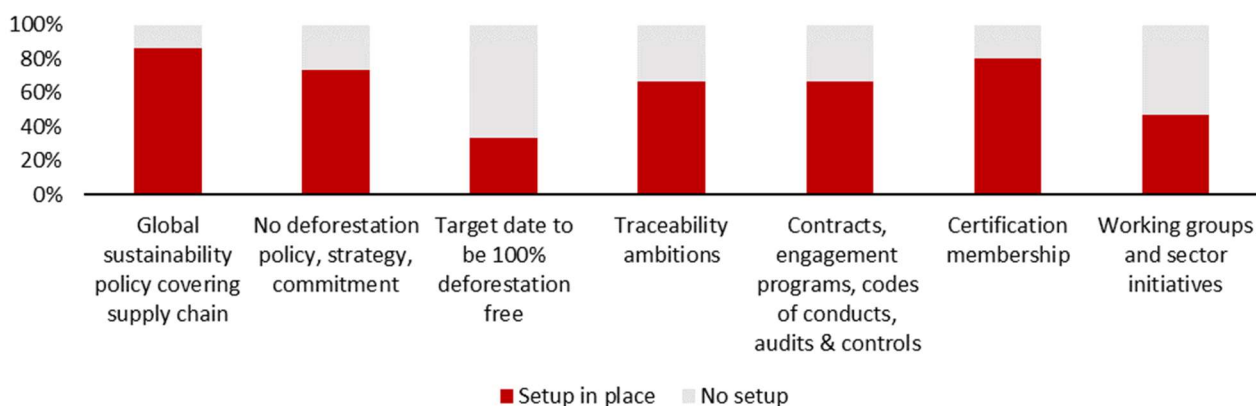 100%
80%
60%
40%
20%
0%
Global
sustainability
policy covering
supply chain
No deforestation
policy, strategy,
commitment
Target date to
be 100%
deforestation
free
Traceability
ambitions
Contracts,
engagement
programs, codes
of conducts,
audits & controls
Certification
membership
Working groups
and sector
initiatives
Setup in place
No setup